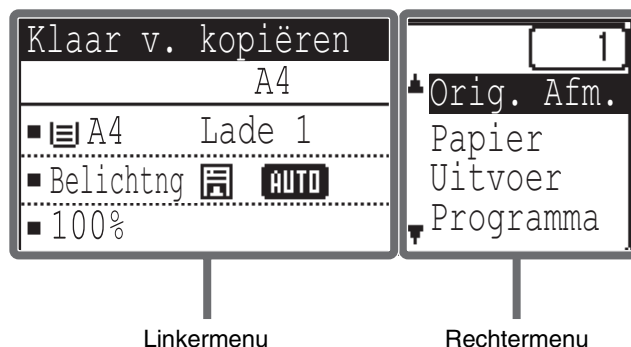 Klaar v. kopiëren
A4
A4 Lade 1
Belichtng AUTO
100%
1
Orig. Afm.
Papier
Uitvoer
Programma
Linkermenu
Rechtermenu